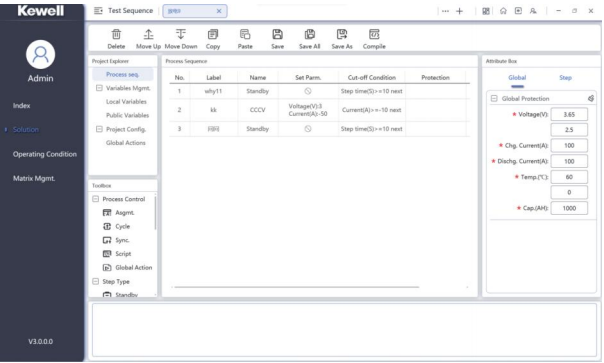 Kewell
Test Sequence
Delete Move Up Move Down Copy Paste Save Save All Save As Compile
Admin
Index
Solution
Operating Condition
Matrix Mgmt.
V3.0.0.0
Project Explorer
Process seq.
Variables Mgmt.
Local Variables
Public Variables
Project Config.
Global Actions
Toolbox
Process Control
Asgmt.
Cycle
Sync.
Script
Global Action
Step Type
Standby
Process Sequence
No. Label Name Set Parm. Cut-off Condition Protection
1 why11 Standby Step time(S)>=10 next
2 kk CCCV Voltage(V):3 Current(A)>=-10 next
Current(A):-50
3 Standby Step time(S)>=10 next
Attribute Box
Global Step
Global Protection
* Voltage(V): 3.65
2.5
* Chg. Current(A): 100
* Dischg. Current(A): 100
* Temp.(℃): 60
0
* Cap.(AH): 1000